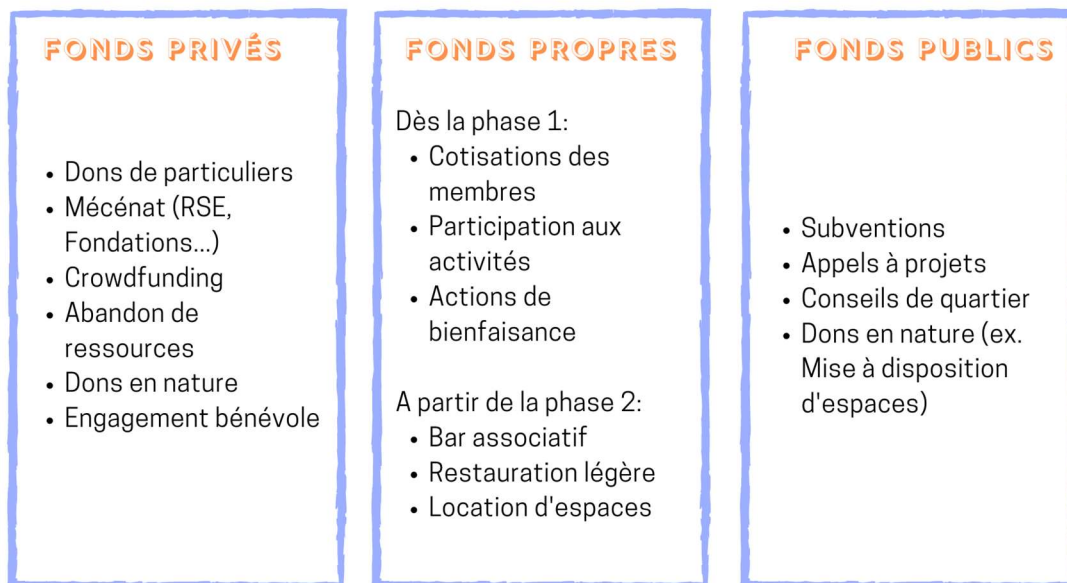 FONDS PRIVÉS
• Dons de particuliers
• Mécénat (RSE,
Fondations...)
• Crowdfunding
• Abandon de
ressources
• Dons en nature
• Engagement bénévole
FONDS PROPRES
Dès la phase 1:
• Cotisations des
membres
• Participation aux
activités
• Actions de
bienfaisance
A partir de la phase 2:
• Bar associatif
• Restauration légère
• Location d'espaces
FONDS PUBLICS
• Subventions
• Appels à projets
• Conseils de quartier
• Dons en nature (ex.
Mise à disposition
d'espaces)